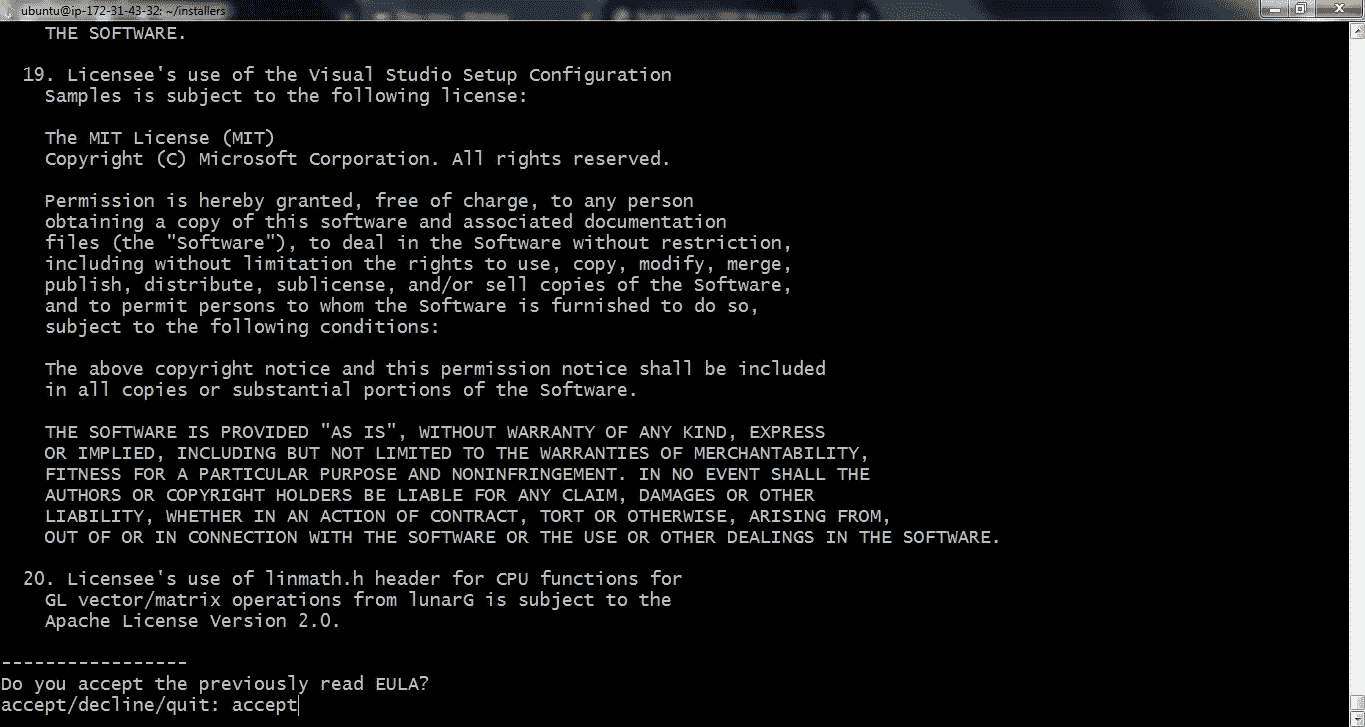 ubuntu@ip-172-31-43-32: ~/installers
THE SOFTWARE.
19. Licensee's use of the Visual Studio Setup Configuration
Samples is subject to the following license:
The MIT License (MIT)
Copyright (C) Microsoft Corporation. All rights reserved.
Permission is hereby granted, free of charge, to any person
obtaining a copy of this software and associated documentation
files (the "Software"), to deal in the Software without restriction,
including without limitation the rights to use, copy, modify, merge,
publish, distribute, sublicense, and/or sell copies of the Software,
and to permit persons to whom the Software is furnished to do so,
subject to the following conditions:
The above copyright notice and this permission notice shall be included
in all copies or substantial portions of the Software.
THE SOFTWARE IS PROVIDED "AS IS", WITHOUT WARRANTY OF ANY KIND, EXPRESS
OR IMPLIED, INCLUDING BUT NOT LIMITED TO THE WARRANTIES OF MERCHANTABILITY,
FITNESS FOR A PARTICULAR PURPOSE AND NONINFRINGEMENT. IN NO EVENT SHALL THE
AUTHORS OR COPYRIGHT HOLDERS BE LIABLE FOR ANY CLAIM, DAMAGES OR OTHER
LIABILITY, WHETHER IN AN ACTION OF CONTRACT, TORT OR OTHERWISE, ARISING FROM,
OUT OF OR IN CONNECTION WITH THE SOFTWARE OR THE USE OR OTHER DEALINGS IN THE SOFTWARE.
20. Licensee's use of linmath.h header for CPU functions for
GL vector/matrix operations from lunarG is subject to the
Apache License Version 2.0.
-----------------
Do you accept the previously read EULA?
accept/decline/quit: accept